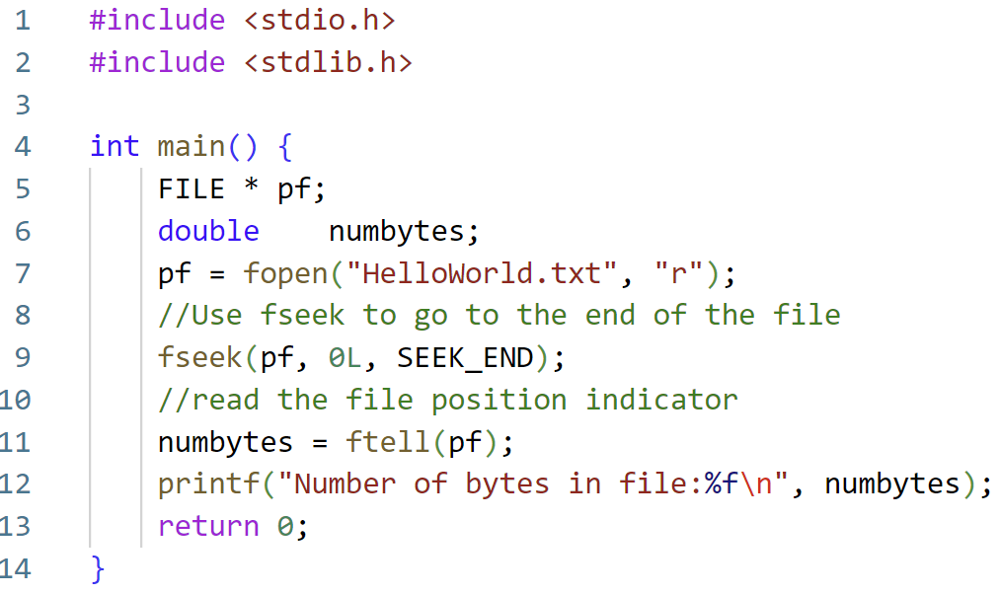 1 #include <stdio.h>
2 #include <stdlib.h>
3
4 int main() {
5     FILE * pf;
6     double    numbytes;
7     pf = fopen("HelloWorld.txt", "r");
8     //Use fseek to go to the end of the file
9     fseek(pf, 0L, SEEK_END);
10     //read the file position indicator
11     numbytes = ftell(pf);
12     printf("Number of bytes in file:%f\n", numbytes);
13     return 0;
14 }